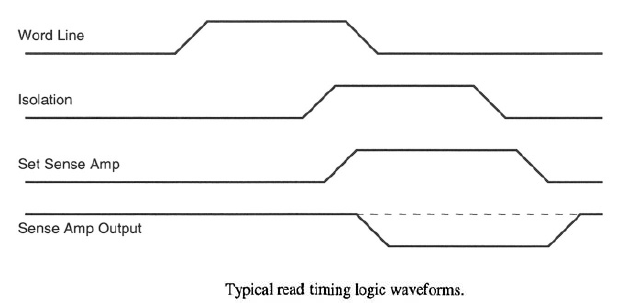 Word Line
Isolation
Set Sense Amp
Sense Amp Output
Typical read timing logic waveforms.